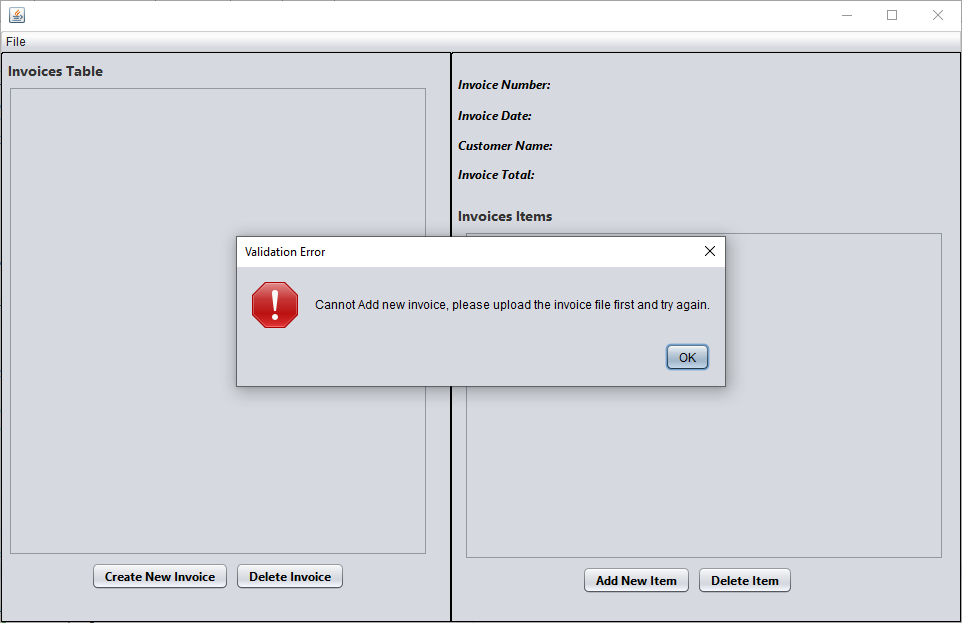 File
Invoices Table
Invoice Number:
Invoice Date:
Customer Name:
Invoice Total:
Invoices Items
Validation Error
Cannot Add new invoice, please upload the invoice file first and try again.
OK
Create New Invoice
Delete Invoice
Add New Item
Delete Item